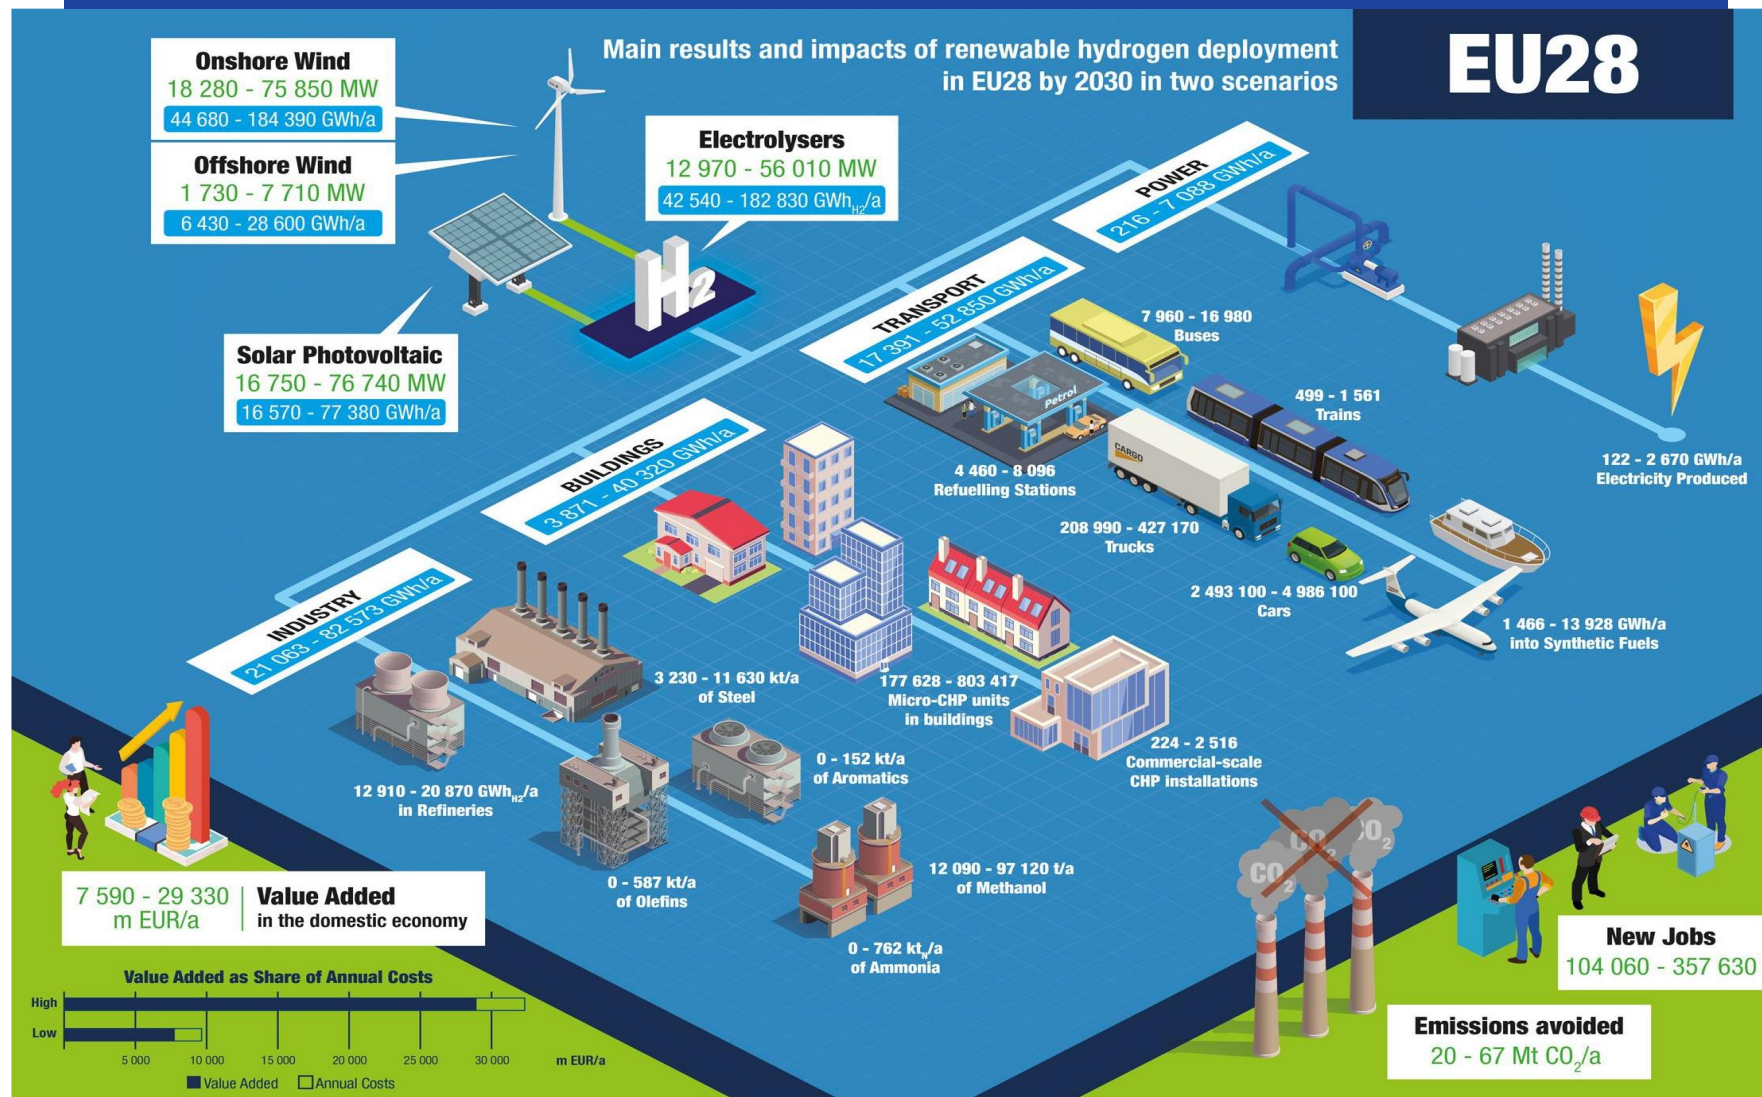 Main results and impacts of renewable hydrogen deployment
in EU28 by 2030 in two scenarios
EU28
Onshore Wind
18 280 - 75 850 MW
44 680 - 184 390 GWh/a
Offshore Wind
1 730 - 7 710 MW
6 430 - 28 600 GWh/a
Electrolysers
12 970 - 56 010 MW
42 540 - 182 830 GWhH2/a
H2
Solar Photovoltaic
16 750 - 76 740 MW
16 570 - 77 380 GWh/a
POWER
216 - 7 088 GWh/a
122 - 2 670 GWh/a
Electricity Produced
TRANSPORT
17 391 - 52 850 GWh/a
7 960 - 16 980
Buses
499 - 1 561
Trains
Petrol
4 460 - 8 096
Refuelling Stations
CARGO
208 990 - 427 170
Trucks
2 493 100 - 4 986 100
Cars
1 466 - 13 928 GWh/a
into Synthetic Fuels
BUILDINGS
3 871 - 40 320 GWh/a
177 628 - 803 417
Micro-CHP units
in buildings
224 - 2 516
Commercial-scale
CHP installations
INDUSTRY
21 063 - 82 573 GWh/a
3 230 - 11 630 kt/a
of Steel
12 910 - 20 870 GWhH2/a
in Refineries
0 - 152 kt/a
of Aromatics
0 - 587 kt/a
of Olefins
12 090 - 97 120 t/a
of Methanol
0 - 762 ktN/a
of Ammonia
CO2
CO2
CO2
7 590 - 29 330
m EUR/a
Value Added
in the domestic economy
New Jobs
104 060 - 357 630
Emissions avoided
20 - 67 Mt CO2/a
Value Added as Share of Annual Costs
High
Low
5 000 10 000 15 000 20 000 25 000 30 000 m EUR/a
Value Added Annual Costs